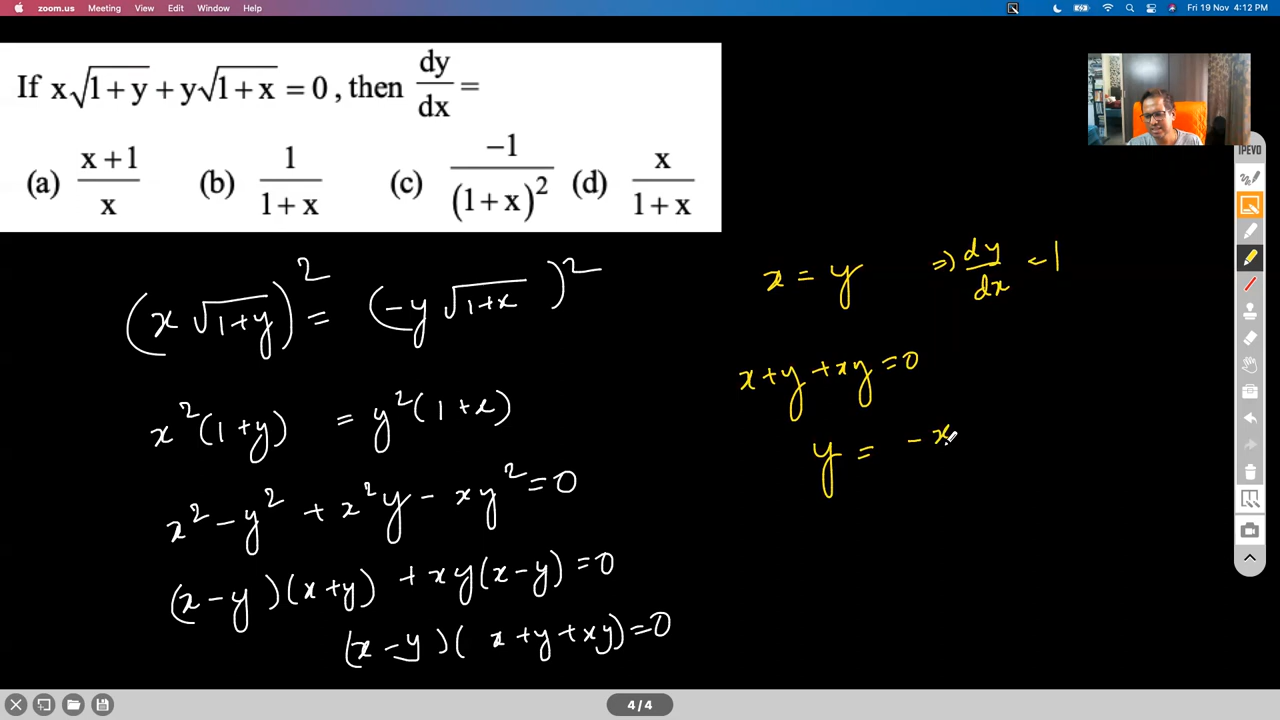 zoom.us Meeting View Edit Window Help Fri 19 Nov 4:12 PM
If x√(1+y) + y√(1+x) = 0, then dy/dx =
(a) (x+1)/x (b) 1/(1+x) (c) −1/(1+x)² (d) x/(1+x)
IPEVO
(x √(1+y))² = (−y √(1+x))²
x²(1+y) = y²(1+x)
x² − y² + x²y − xy² = 0
(x−y)(x+y) + xy(x−y) = 0
(x−y)( x+y+xy) = 0
x = y ⇒ dy/dx = 1
x+y+xy = 0
y = −x
4/4